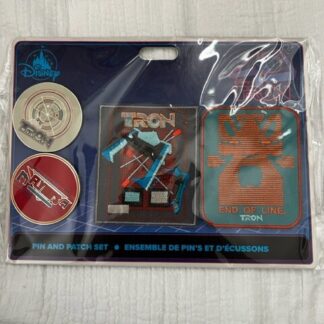 Disney
TRON
END OF LINE.
TRON
PIN AND PATCH SET • ENSEMBLE DE PIN'S ET D'ÉCUSSONS